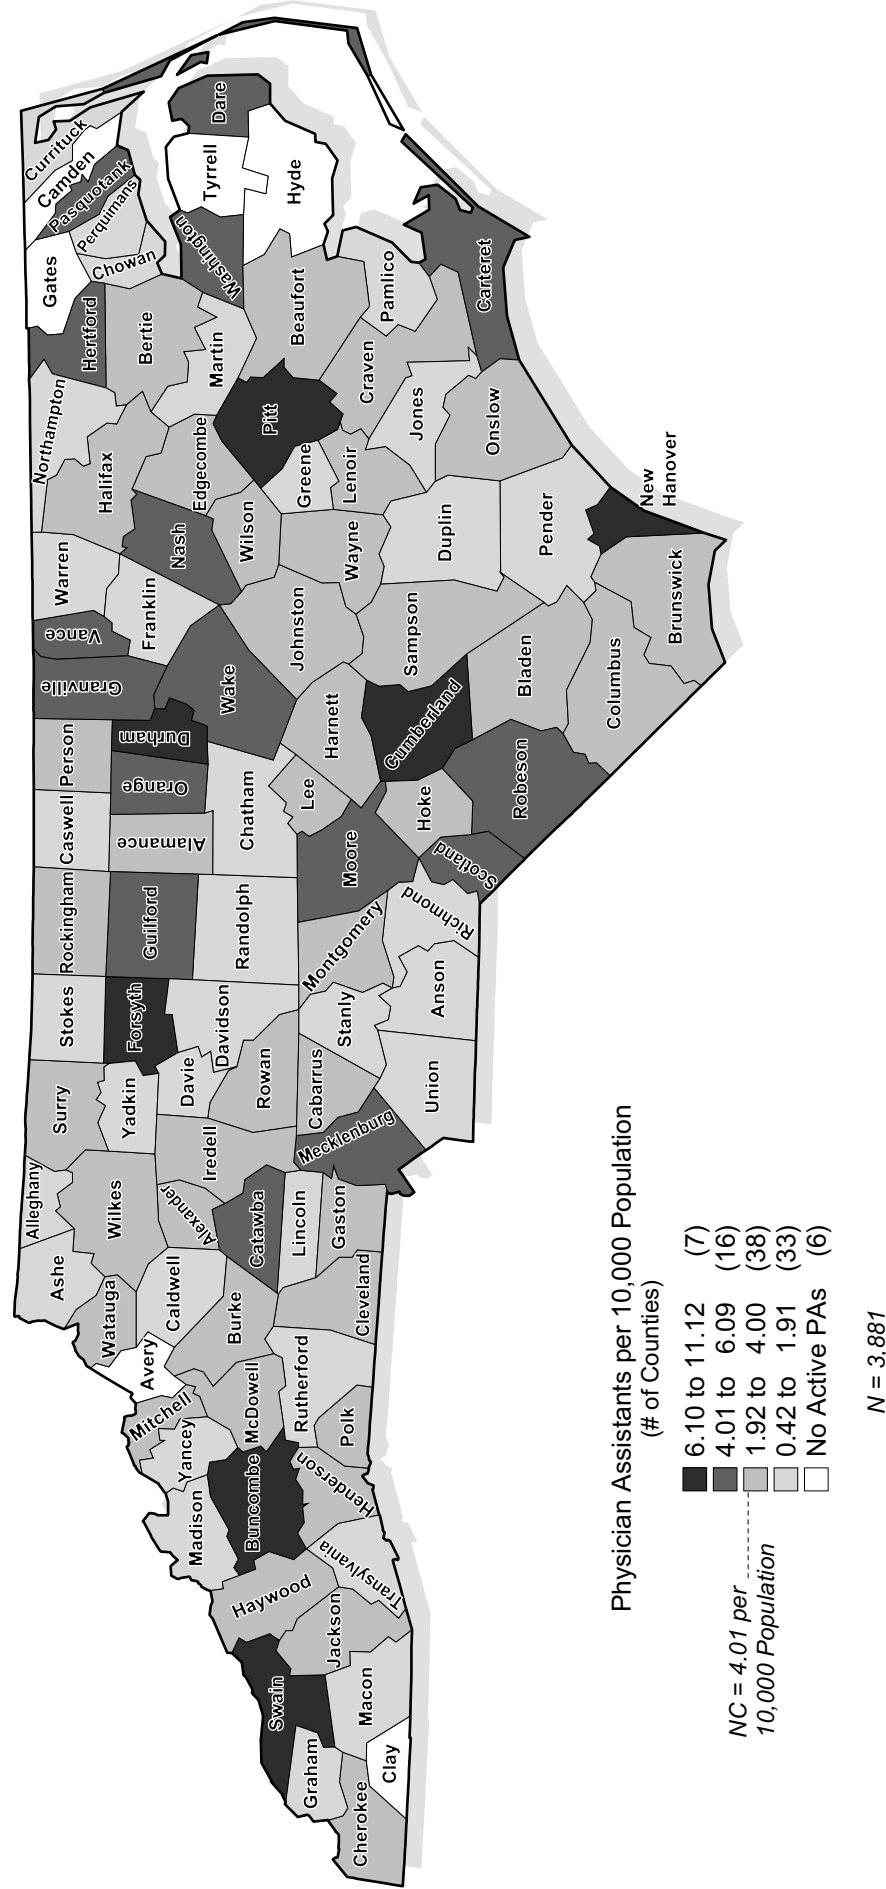 Cherokee
Graham
Clay
Swain
Macon
Jackson
Haywood
Transylvania
Madison
Buncombe
Henderson
Yancey
Mitchell
McDowell
Polk
Rutherford
Avery
Burke
Cleveland
Watauga
Caldwell
Ashe
Alleghany
Wilkes
Alexander
Catawba
Lincoln
Gaston
Surry
Yadkin
Iredell
Mecklenburg
Stokes
Forsyth
Davie
Davidson
Rowan
Cabarrus
Stanly
Union
Anson
Rockingham
Guilford
Randolph
Montgomery
Richmond
Caswell
Alamance
Chatham
Moore
Lee
Hoke
Scotland
Robeson
Person
Orange
Durham
Granville
Vance
Wake
Harnett
Cumberland
Bladen
Columbus
Brunswick
Warren
Franklin
Johnston
Sampson
Nash
Wilson
Wayne
Duplin
Pender
New
Hanover
Northampton
Halifax
Edgecombe
Greene
Lenoir
Jones
Onslow
Pitt
Hertford
Bertie
Martin
Beaufort
Craven
Pamlico
Carteret
Gates
Chowan
Perquimans
Pasquotank
Camden
Currituck
Washington
Tyrrell
Hyde
Dare
Physician Assistants per 10,000 Population
(# of Counties)
6.10 to 11.12 (7)
4.01 to 6.09 (16)
1.92 to 4.00 (38)
0.42 to 1.91 (33)
No Active PAs (6)
NC = 4.01 per
10,000 Population
N = 3,881